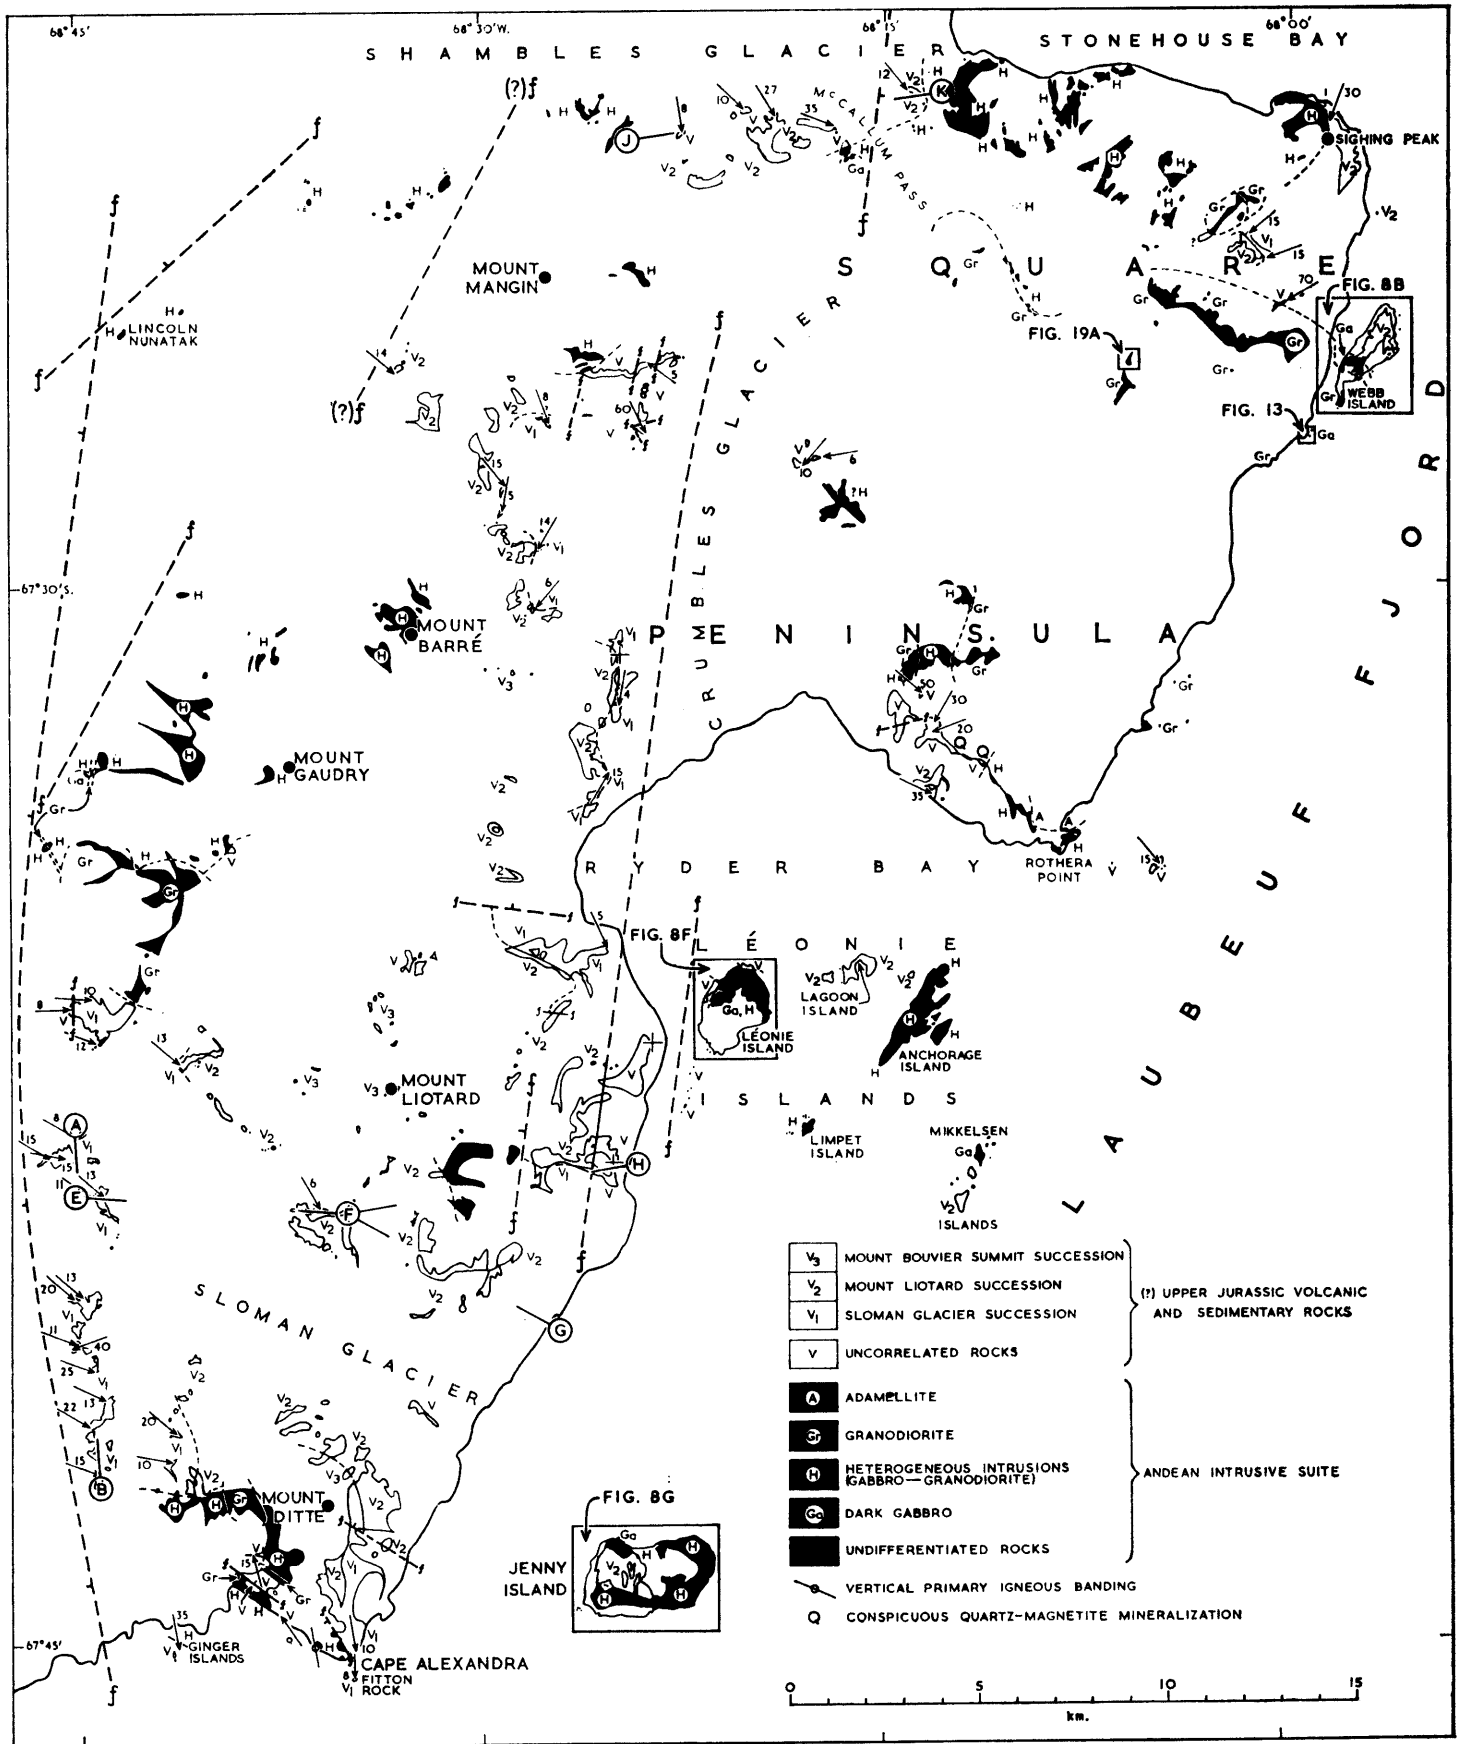 68°45'
68°30'W.
68°15'
68°00'
SHAMBLES GLACIER
STONEHOUSE BAY
McCALLUM PASS
SIGHING PEAK
SQUARE
PENINSULA
MOUNT
MANGIN
LINCOLN
NUNATAK
CRUMBLES GLACIER
FIG. 19A
FIG. 8B
WEBB
ISLAND
FIG. 13
LAUBEUF FJORD
67°30'S.
MOUNT
BARRÉ
MOUNT
GAUDRY
ROTHERA
POINT
RYDER BAY
FIG. 8F
LÉONIE
Ga,H
LÉONIE
ISLAND
LAGOON
ISLAND
ANCHORAGE
ISLAND
ISLANDS
MOUNT
LIOTARD
LIMPET
ISLAND
MIKKELSEN
ISLANDS
A
E
F
H
G
B
J
K
SLOMAN GLACIER
V3 MOUNT BOUVIER SUMMIT SUCCESSION
V2 MOUNT LIOTARD SUCCESSION
V1 SLOMAN GLACIER SUCCESSION
V UNCORRELATED ROCKS
(?) UPPER JURASSIC VOLCANIC
AND SEDIMENTARY ROCKS
A ADAMELLITE
Gr GRANODIORITE
H HETEROGENEOUS INTRUSIONS
(GABBRO—GRANODIORITE)
Ga DARK GABBRO
UNDIFFERENTIATED ROCKS
ANDEAN INTRUSIVE SUITE
VERTICAL PRIMARY IGNEOUS BANDING
Q CONSPICUOUS QUARTZ-MAGNETITE MINERALIZATION
MOUNT
DITTE
FIG. 8G
JENNY
ISLAND
67°45'
GINGER
ISLANDS
CAPE ALEXANDRA
FITTON
ROCK
0 5 10 15
km.